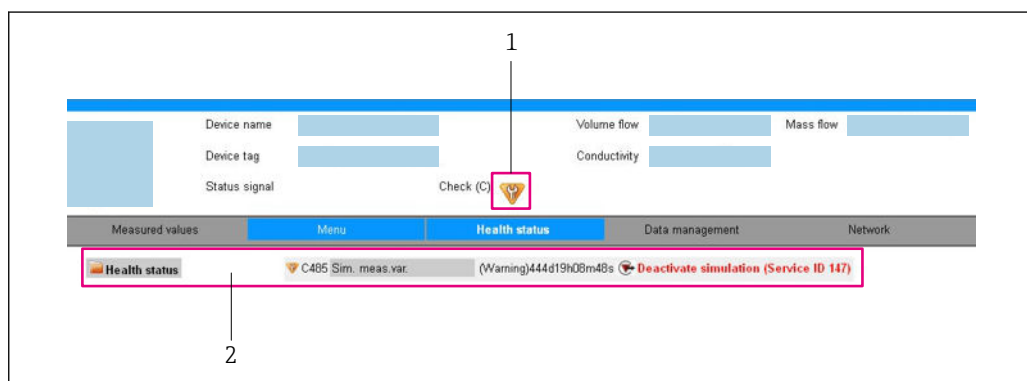 1
Device name Volume flow Mass flow
Device tag Conductivity
Status signal Check (C)
Measured values Menu Health status Data management Network
Health status C485 Sim. meas.var. (Warning)444d19h08m48s Deactivate simulation (Service ID 147)
2